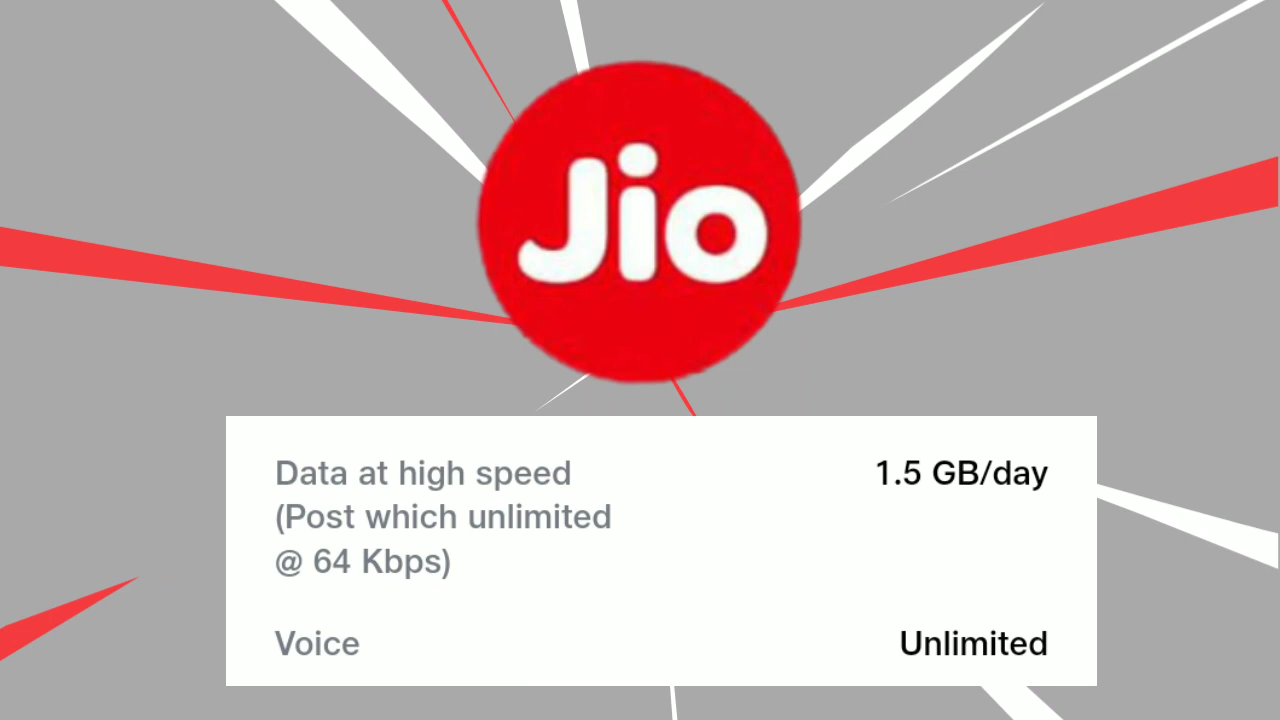 Jio
Data at high speed 1.5 GB/day
(Post which unlimited
@ 64 Kbps)
Voice Unlimited